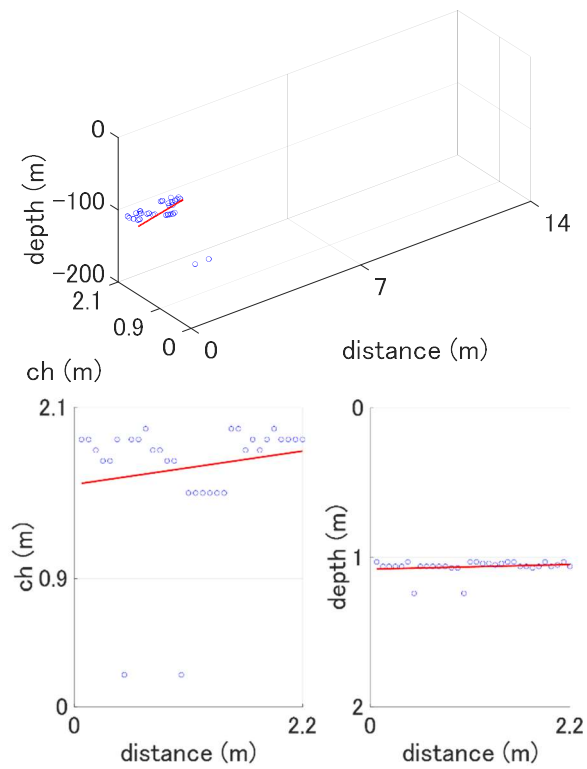 0
-100
-200
depth (m)
2.1
0.9
0
ch (m)
0
7
14
distance (m)
2.1
0.9
0
ch (m)
0
2.2
distance (m)
0
1
2
depth (m)
0
2.2
distance (m)